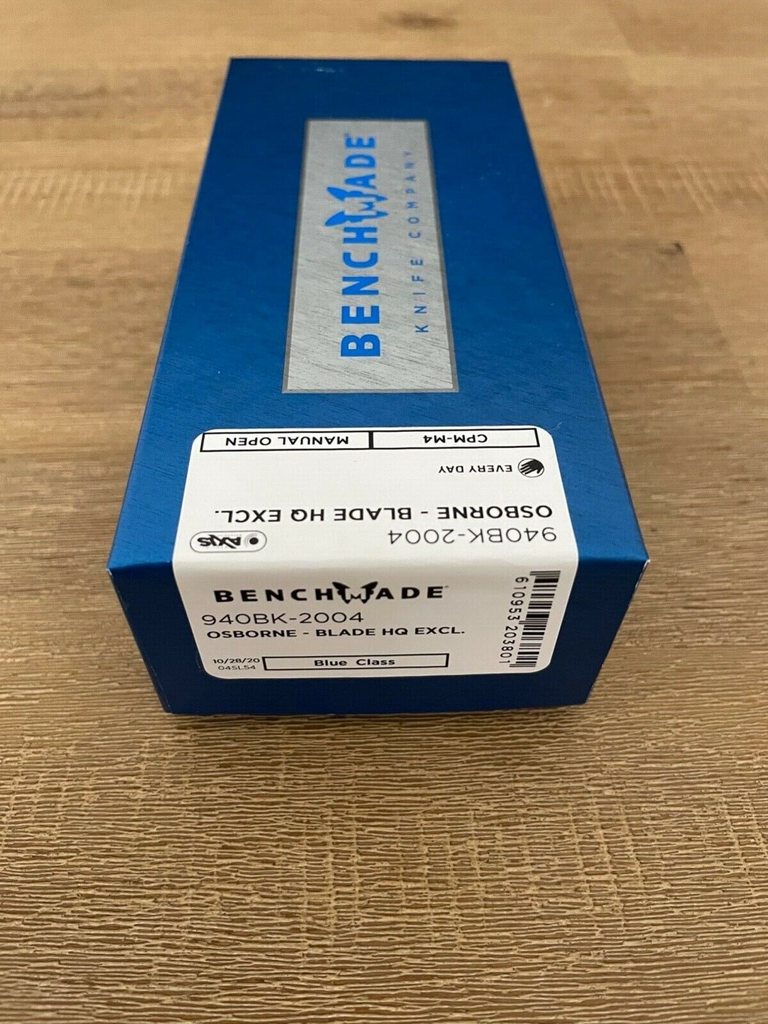 BENCHMADE
KNIFE COMPANY
CPM-M4
MANUAL OPEN
EVERY DAY
940BK-2004
OSBORNE - BLADE HQ EXCL.
AXIS
BENCHMADE
940BK-2004
OSBORNE - BLADE HQ EXCL.
10/28/20
04SL54
Blue Class
610953 203801